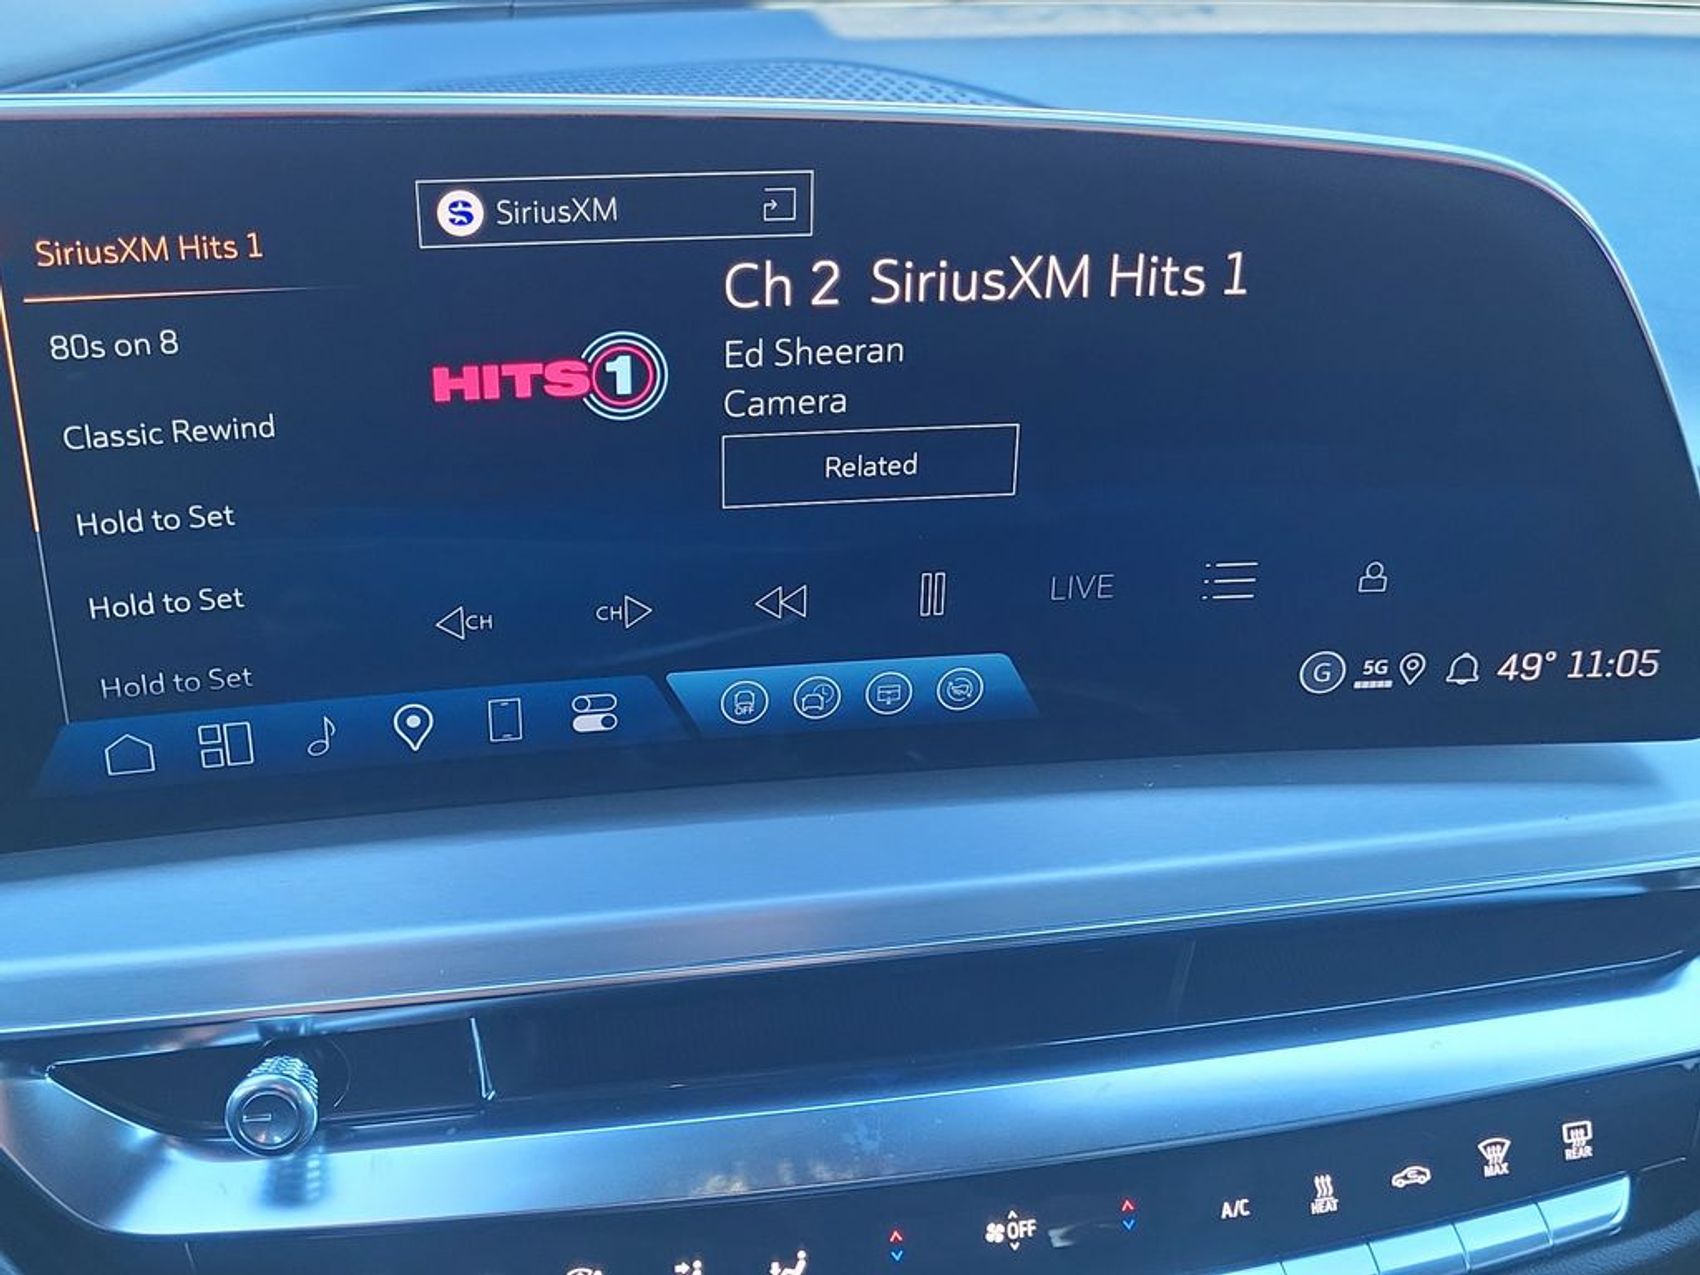 SiriusXM
SiriusXM Hits 1
80s on 8
Classic Rewind
Hold to Set
Hold to Set
Hold to Set
HITS 1
Ch 2 SiriusXM Hits 1
Ed Sheeran
Camera
Related
CH
CH
LIVE
OFF
G 5G 49° 11:05
OFF
A/C
HEAT
MAX
REAR